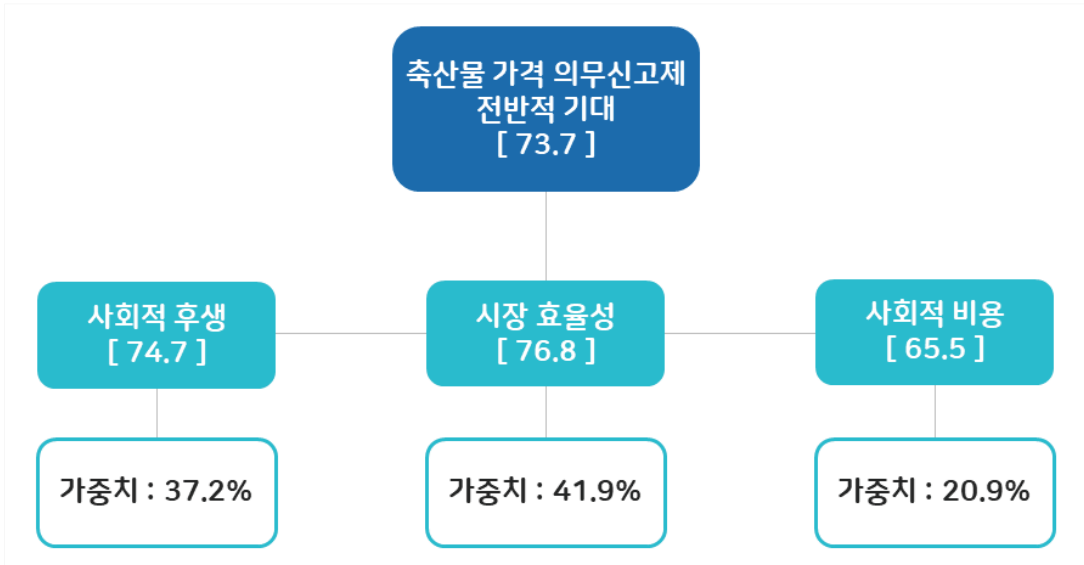 축산물 가격 의무신고제
전반적 기대
[ 73.7 ]
사회적 후생
[ 74.7 ]
시장 효율성
[ 76.8 ]
사회적 비용
[ 65.5 ]
가중치 : 37.2%
가중치 : 41.9%
가중치 : 20.9%